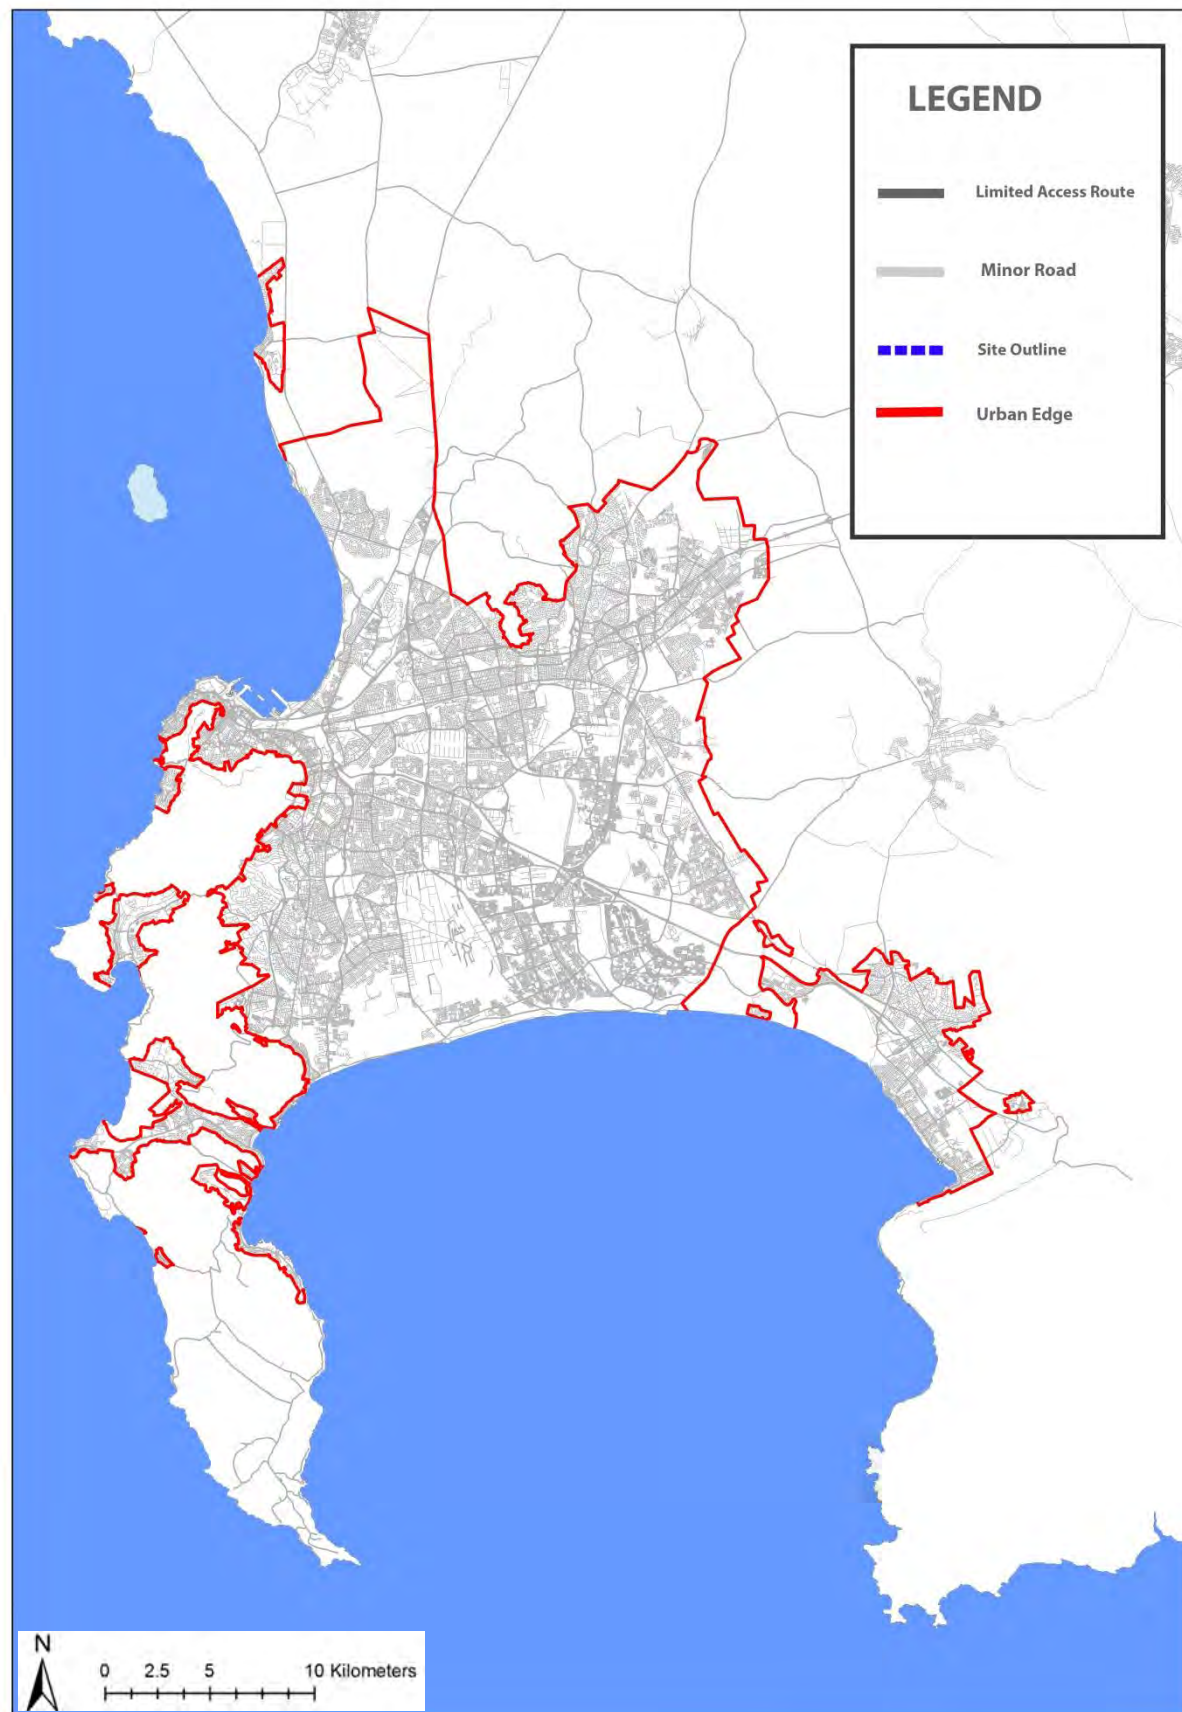 LEGEND
Limited Access Route
Minor Road
Site Outline
Urban Edge
N
0 2.5 5 10 Kilometers